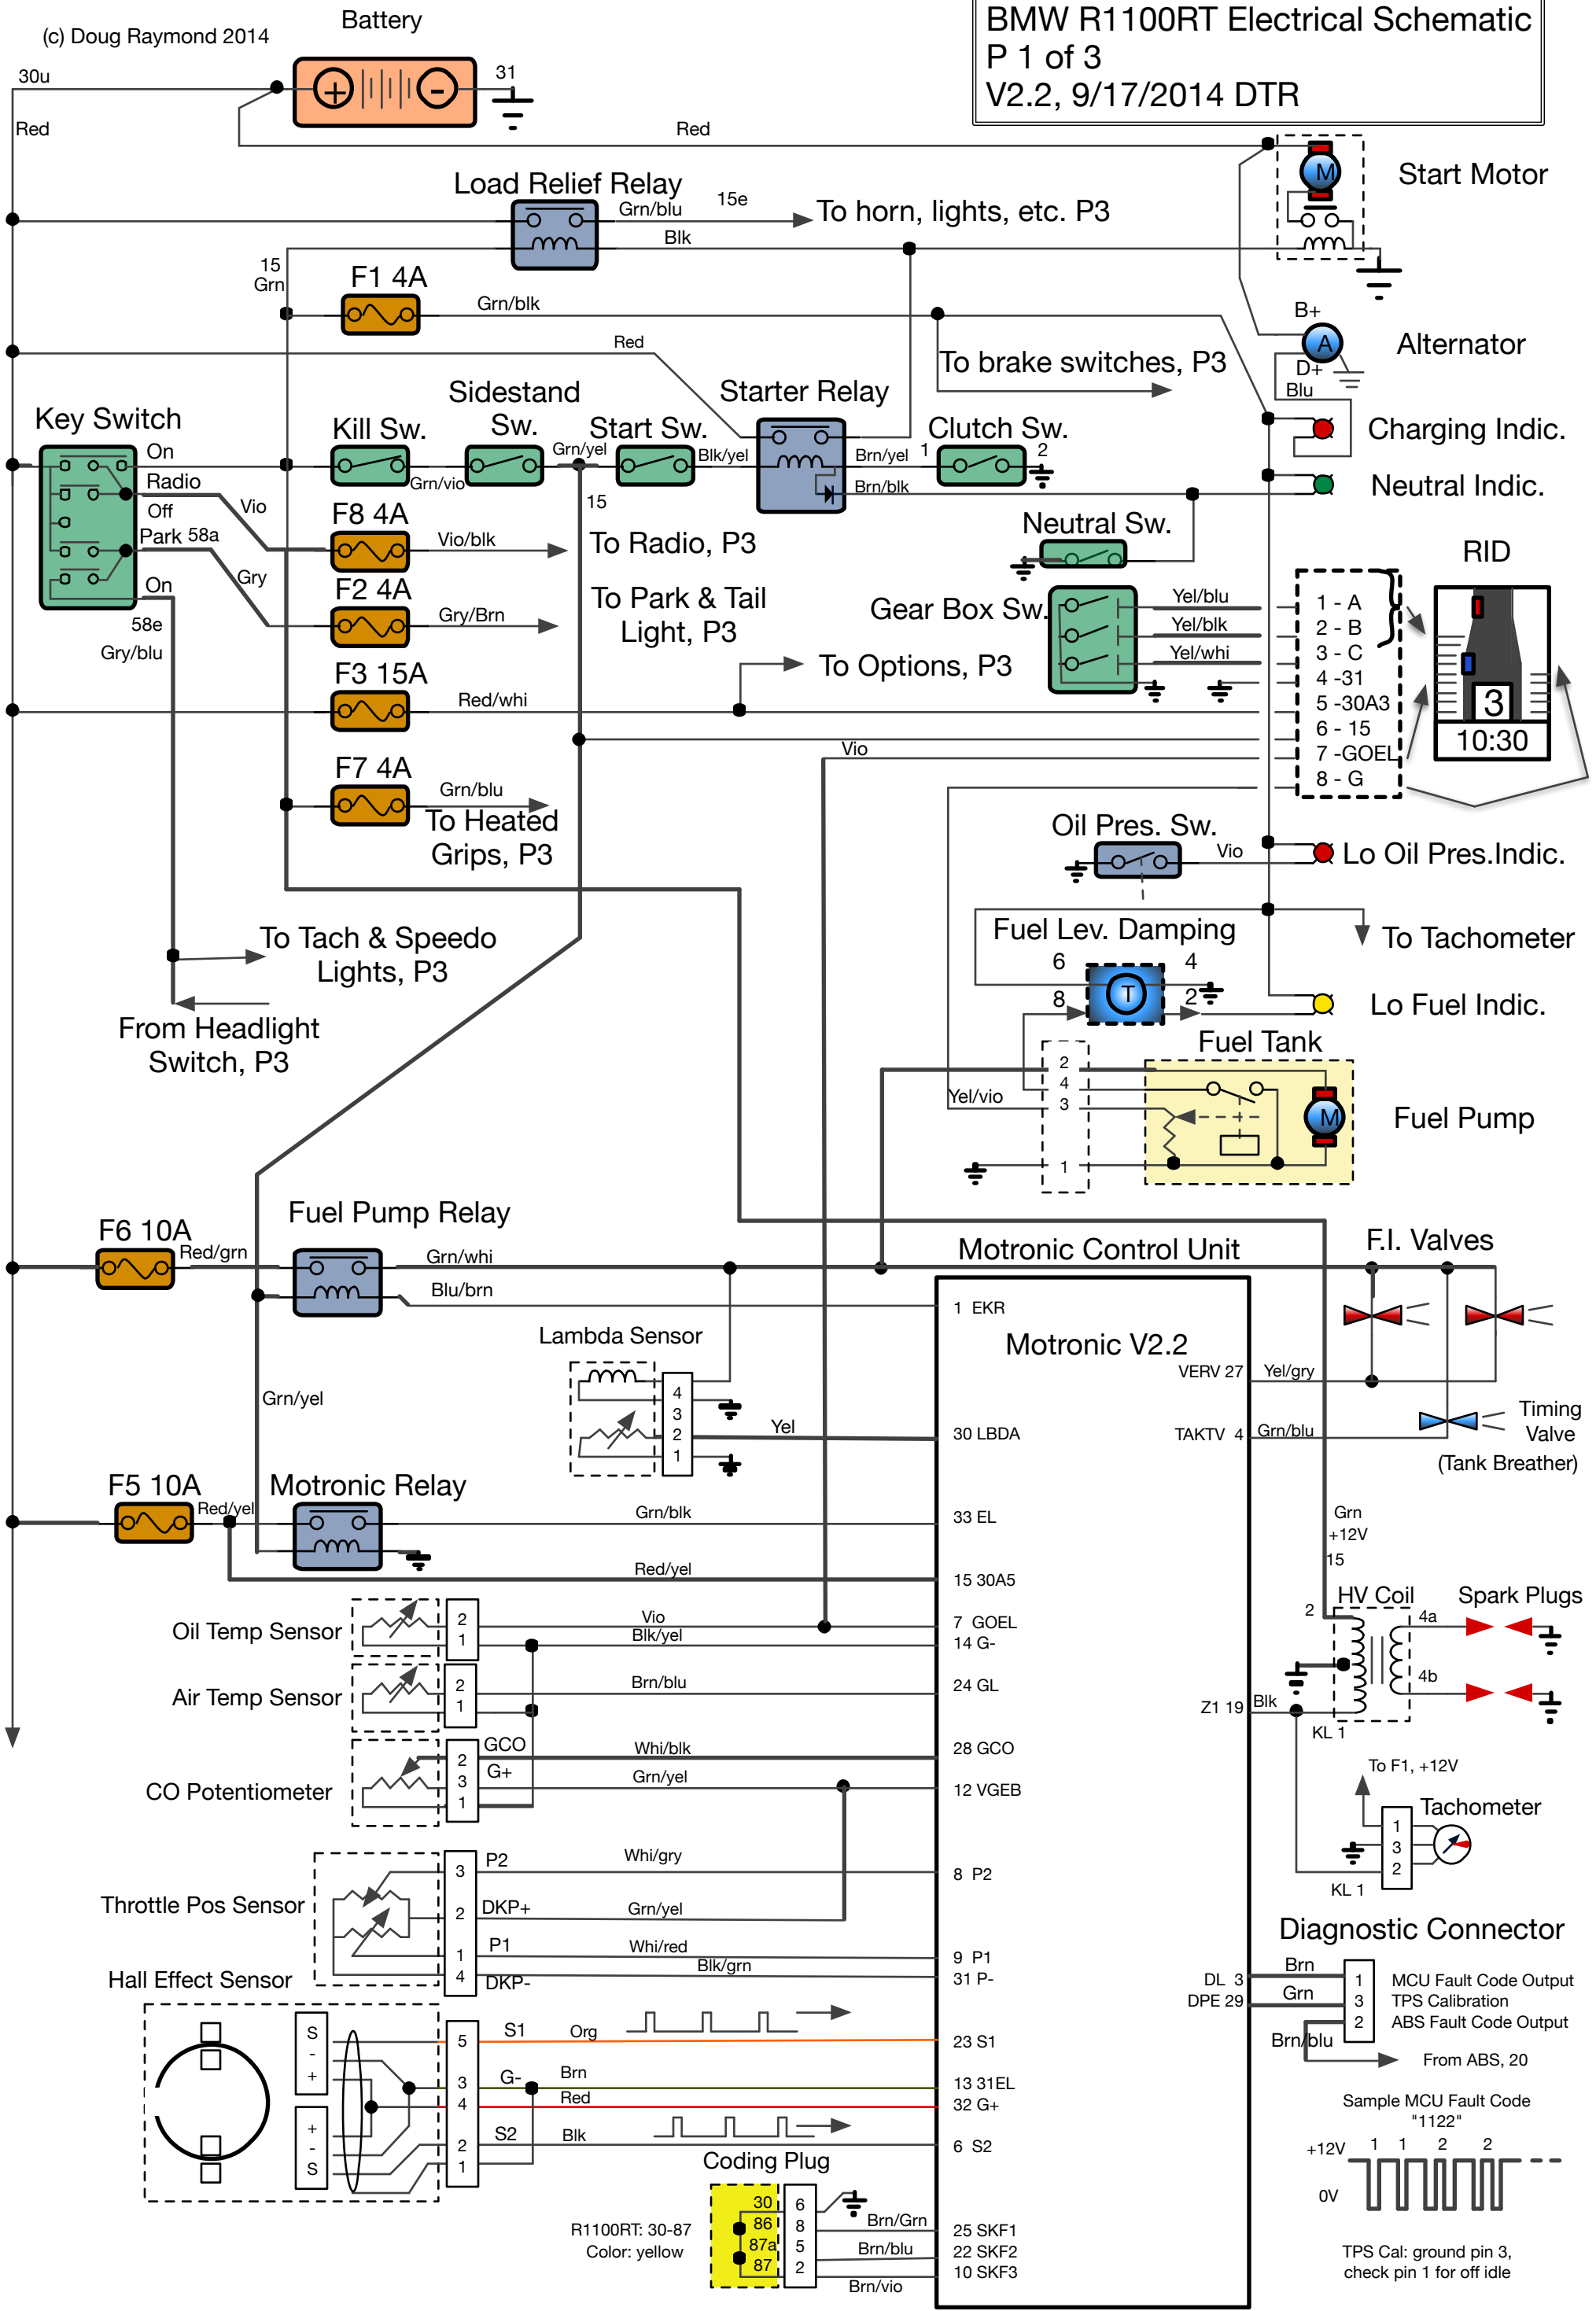 BMW R1100RT Electrical Schematic
P 1 of 3
V2.2, 9/17/2014 DTR
(c) Doug Raymond 2014
Battery
30u
+
-
31
Red
Red
M
Start Motor
Load Relief Relay
Grn/blu
15e
To horn, lights, etc. P3
Blk
15
Grn
F1 4A
Grn/blk
B+
A
Alternator
D+
Blu
Red
To brake switches, P3
Key Switch
Kill Sw.
Sidestand
Sw.
Start Sw.
Starter Relay
Clutch Sw.
Charging Indic.
On
Grn/vio
Grn/yel
Blk/yel
Brn/yel
1
2
Radio
Brn/blk
Neutral Indic.
Vio
Off
15
Park 58a
F8 4A
Vio/blk
To Radio, P3
Neutral Sw.
RID
Gry
On
F2 4A
Gry/Brn
To Park & Tail
Light, P3
Gear Box Sw.
Yel/blu
Yel/blk
Yel/whi
1 - A
2 - B
3 - C
4 -31
5 -30A3
6 - 15
7 -GOEL
8 - G
3
10:30
58e
Gry/blu
To Options, P3
F3 15A
Red/whi
Vio
F7 4A
Grn/blu
To Heated
Grips, P3
Oil Pres. Sw.
Vio
Lo Oil Pres.Indic.
To Tach & Speedo
Lights, P3
From Headlight
Switch, P3
Fuel Lev. Damping
To Tachometer
6
4
T
8
2
Lo Fuel Indic.
Fuel Tank
2
4
3
1
Yel/vio
M
Fuel Pump
F6 10A
Red/grn
Fuel Pump Relay
Grn/whi
Blu/brn
Motronic Control Unit
F.I. Valves
1 EKR
Motronic V2.2
Lambda Sensor
4
3
2
1
VERV 27
Yel/gry
Grn/yel
Yel
30 LBDA
TAKTV 4
Grn/blu
Timing
Valve
(Tank Breather)
F5 10A
Red/yel
Motronic Relay
Grn/blk
33 EL
Grn
+12V
15
Red/yel
15 30A5
HV Coil
Spark Plugs
2
4a
4b
Oil Temp Sensor
2
1
Vio
7 GOEL
Blk/yel
14 G-
Air Temp Sensor
2
1
Brn/blu
24 GL
Z1 19
Blk
KL 1
CO Potentiometer
2
3
1
GCO
G+
Whi/blk
28 GCO
Grn/yel
12 VGEB
To F1, +12V
Tachometer
1
3
2
KL 1
Throttle Pos Sensor
3
2
1
4
P2
DKP+
P1
DKP-
Whi/gry
8 P2
Grn/yel
Whi/red
9 P1
Blk/grn
31 P-
Diagnostic Connector
DL 3
Brn
1
MCU Fault Code Output
DPE 29
Grn
3
TPS Calibration
2
ABS Fault Code Output
Brn/blu
From ABS, 20
Hall Effect Sensor
S
-
+
+
-
S
5
3
4
2
1
S1
Org
23 S1
G-
Brn
13 31EL
Red
32 G+
S2
Blk
6 S2
Sample MCU Fault Code
"1122"
+12V
1
1
2
2
0V
Coding Plug
R1100RT: 30-87
Color: yellow
30
86
87a
87
6
8
5
2
Brn/Grn
25 SKF1
Brn/blu
22 SKF2
Brn/vio
10 SKF3
TPS Cal: ground pin 3,
check pin 1 for off idle